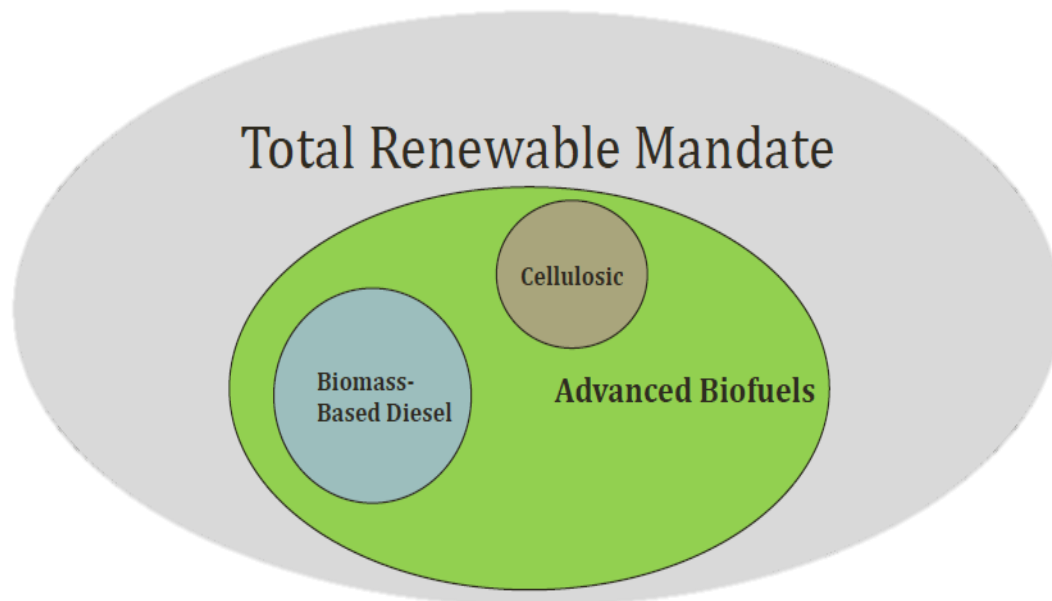 Total Renewable Mandate
Cellulosic
Biomass-
Based Diesel
Advanced Biofuels